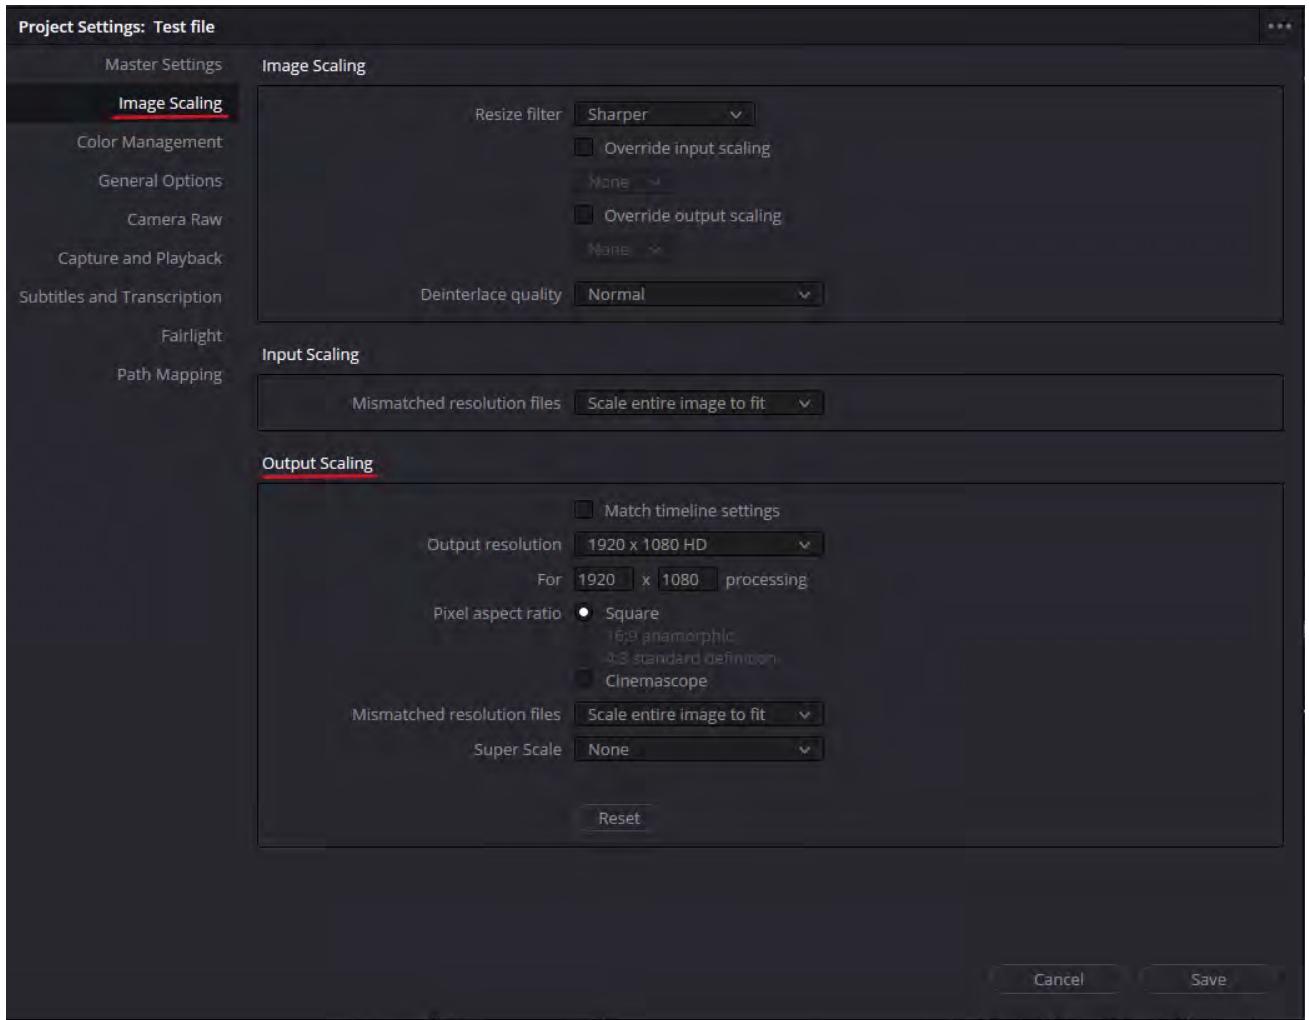 Project Settings: Test file
Master Settings
Image Scaling
Color Management
General Options
Camera Raw
Capture and Playback
Subtitles and Transcription
Fairlight
Path Mapping
Image Scaling
Resize filter Sharper
Override input scaling
None
Override output scaling
None
Deinterlace quality Normal
Input Scaling
Mismatched resolution files Scale entire image to fit
Output Scaling
Match timeline settings
Output resolution 1920 x 1080 HD
For 1920 x 1080 processing
Pixel aspect ratio Square
16:9 anamorphic
4:3 standard definition
Cinemascope
Mismatched resolution files Scale entire image to fit
Super Scale None
Reset
Cancel Save